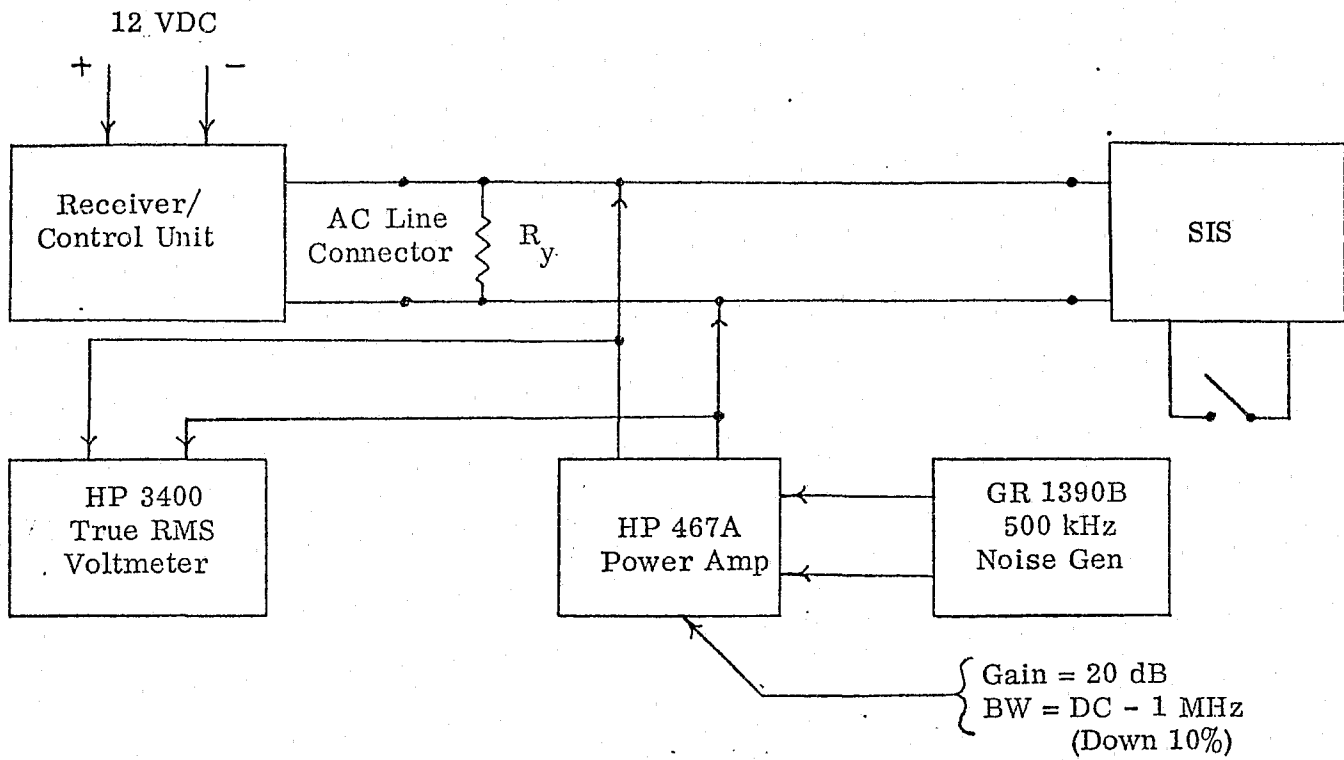 12 VDC
+ −
Receiver/
Control Unit
AC Line
Connector
Ry
SIS
HP 3400
True RMS
Voltmeter
HP 467A
Power Amp
GR 1390B
500 kHz
Noise Gen
Gain = 20 dB
BW = DC - 1 MHz
(Down 10%)